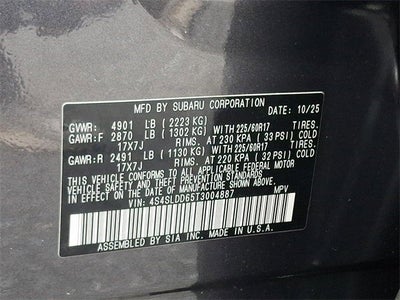 MFD BY SUBARU CORPORATION 10/25
GVWR: 4901 LB (2223 KG)
GAWR:F 2870 LB (1302 KG) WITH 225/60R17 TIRES.
17X7J RIMS. AT 230 KPA (33 PSI) COLD
GAWR:R 2491 LB (1130 KG) WITH 225/60R17 TIRES.
17X7J RIMS. AT 220 KPA (32 PSI) COLD
THIS VEHICLE CONFORMS TO ALL APPLICABLE FEDERAL MOTOR
VEHICLE SAFETY AND THEFT PREVENTION STANDARDS IN EFFECT
ON THE DATE OF MANUFACTURE SHOWN ABOVE.
VIN: 4S4SLDD65T3004887 MPV
ASSEMBLED BY SIA INC. MADE IN U.S.A.